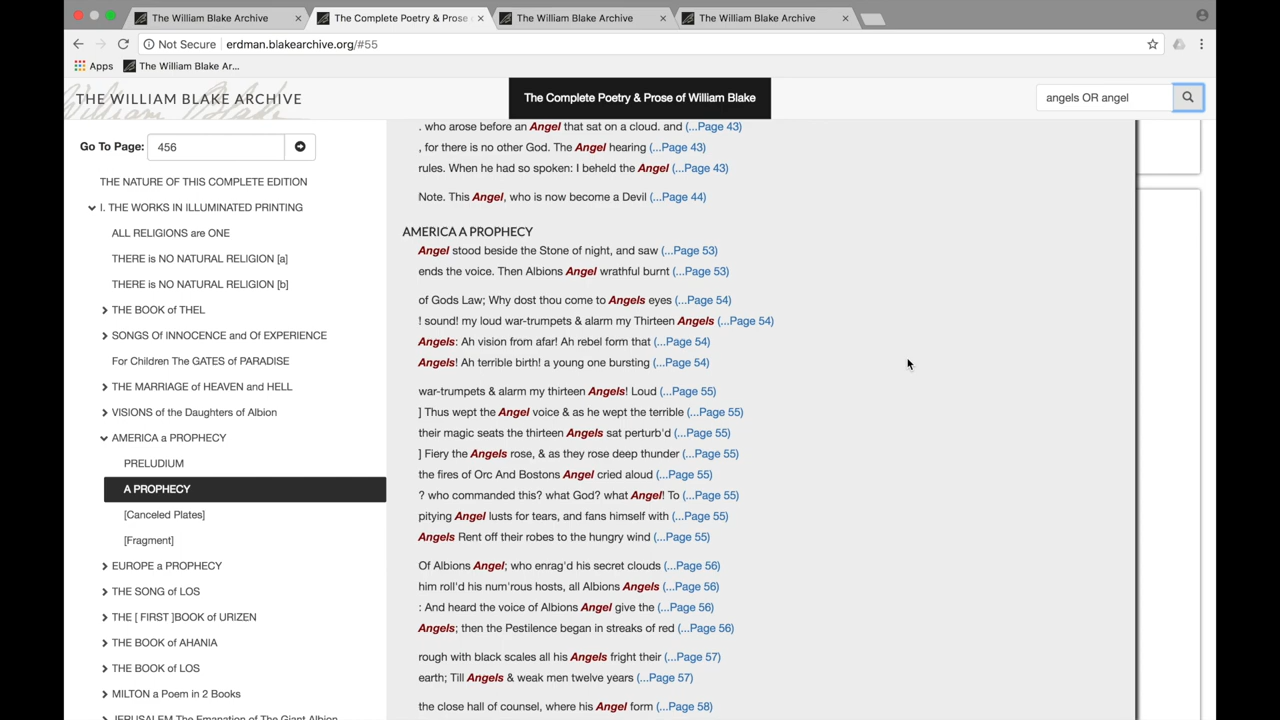 The William Blake Archive
The Complete Poetry & Prose
The William Blake Archive
The William Blake Archive
Not Secure
erdman.blakearchive.org/#55
Apps
The William Blake Ar...
THE WILLIAM BLAKE ARCHIVE
The Complete Poetry & Prose of William Blake
angels OR angel
Go To Page:
456
THE NATURE OF THIS COMPLETE EDITION
I. THE WORKS IN ILLUMINATED PRINTING
ALL RELIGIONS are ONE
THERE is NO NATURAL RELIGION [a]
THERE is NO NATURAL RELIGION [b]
THE BOOK of THEL
SONGS Of INNOCENCE and Of EXPERIENCE
For Children The GATES of PARADISE
THE MARRIAGE of HEAVEN and HELL
VISIONS of the Daughters of Albion
AMERICA a PROPHECY
PRELUDIUM
A PROPHECY
[Canceled Plates]
[Fragment]
EUROPE a PROPHECY
THE SONG of LOS
THE [ FIRST ]BOOK of URIZEN
THE BOOK of AHANIA
THE BOOK of LOS
MILTON a Poem in 2 Books
JERUSALEM The Emanation of The Giant Albion
. who arose before an Angel that sat on a cloud. and (...Page 43)
, for there is no other God. The Angel hearing (...Page 43)
rules. When he had so spoken: I beheld the Angel (...Page 43)
Note. This Angel, who is now become a Devil (...Page 44)
AMERICA A PROPHECY
Angel stood beside the Stone of night, and saw (...Page 53)
ends the voice. Then Albions Angel wrathful burnt (...Page 53)
of Gods Law; Why dost thou come to Angels eyes (...Page 54)
! sound! my loud war-trumpets & alarm my Thirteen Angels (...Page 54)
Angels: Ah vision from afar! Ah rebel form that (...Page 54)
Angels! Ah terrible birth! a young one bursting (...Page 54)
war-trumpets & alarm my thirteen Angels! Loud (...Page 55)
] Thus wept the Angel voice & as he wept the terrible (...Page 55)
their magic seats the thirteen Angels sat perturb'd (...Page 55)
] Fiery the Angels rose, & as they rose deep thunder (...Page 55)
the fires of Orc And Bostons Angel cried aloud (...Page 55)
? who commanded this? what God? what Angel! To (...Page 55)
pitying Angel lusts for tears, and fans himself with (...Page 55)
Angels Rent off their robes to the hungry wind (...Page 55)
Of Albions Angel; who enrag'd his secret clouds (...Page 56)
him roll'd his num'rous hosts, all Albions Angels (...Page 56)
: And heard the voice of Albions Angel give the (...Page 56)
Angels; then the Pestilence began in streaks of red (...Page 56)
rough with black scales all his Angels fright their (...Page 57)
earth; Till Angels & weak men twelve years (...Page 57)
the close hall of counsel, where his Angel form (...Page 58)